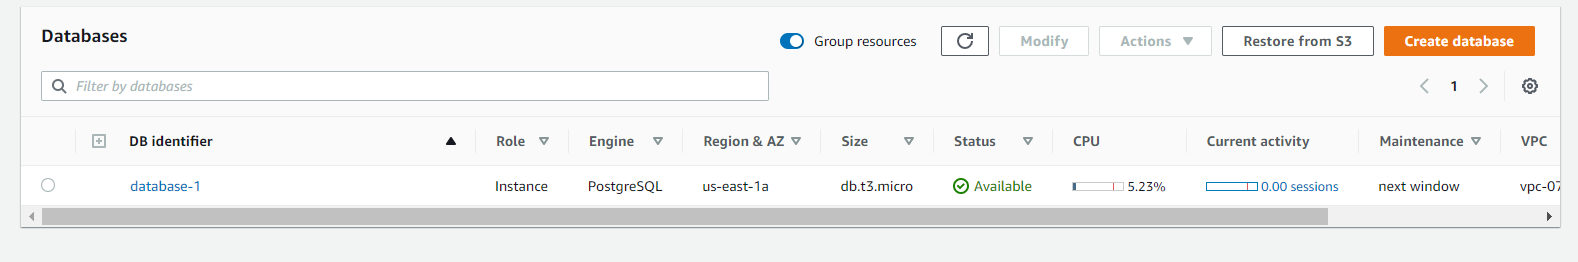 Databases
Group resources
Modify
Actions
Restore from S3
Create database
Filter by databases
1
DB identifier Role Engine Region & AZ Size Status CPU Current activity Maintenance VPC
database-1 Instance PostgreSQL us-east-1a db.t3.micro Available 5.23% 0.00 sessions next window vpc-07